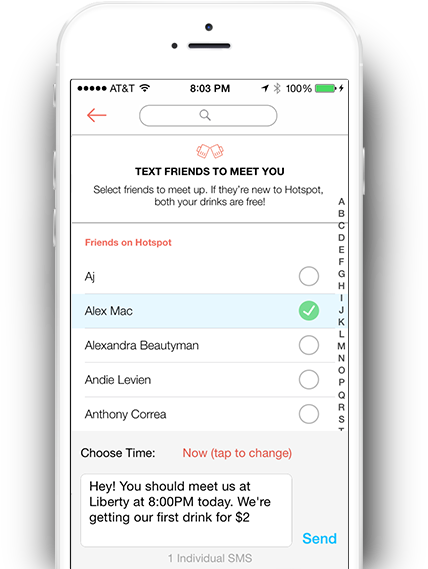 AT&T 8:03 PM 100%
TEXT FRIENDS TO MEET YOU
Select friends to meet up. If they're new to Hotspot,
both your drinks are free!
Friends on Hotspot
Aj
Alex Mac
Alexandra Beautyman
Andie Levien
Anthony Correa
A
B
C
D
E
F
G
H
I
J
K
L
M
N
O
P
Q
R
S
T
Choose Time: Now (tap to change)
Hey! You should meet us at
Liberty at 8:00PM today. We're
getting our first drink for $2
Send
1 Individual SMS